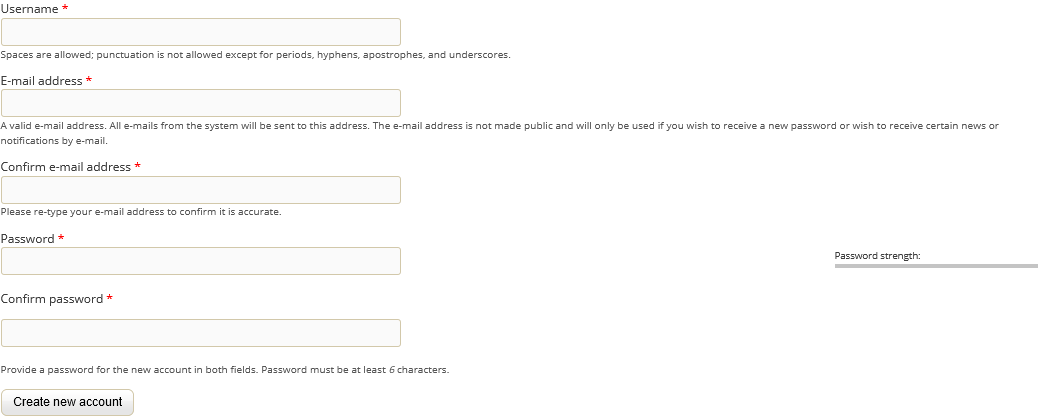 Username *
Spaces are allowed; punctuation is not allowed except for periods, hyphens, apostrophes, and underscores.
E-mail address *
A valid e-mail address. All e-mails from the system will be sent to this address. The e-mail address is not made public and will only be used if you wish to receive a new password or wish to receive certain news or
notifications by e-mail.
Confirm e-mail address *
Please re-type your e-mail address to confirm it is accurate.
Password *
Password strength:
Confirm password *
Provide a password for the new account in both fields. Password must be at least 6 characters.
Create new account